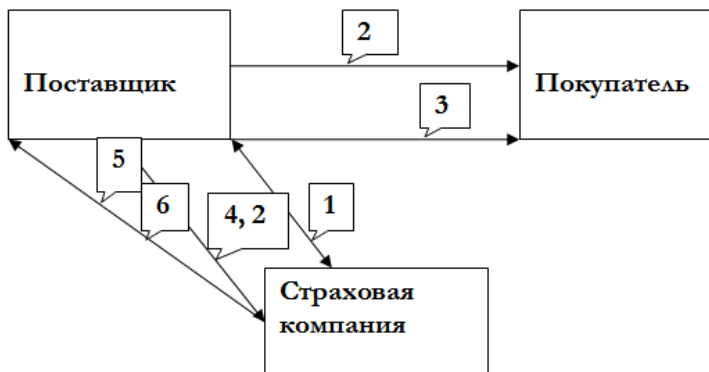 2
Поставщик
Покупатель
3
5
6
4, 2
1
Страховая
компания